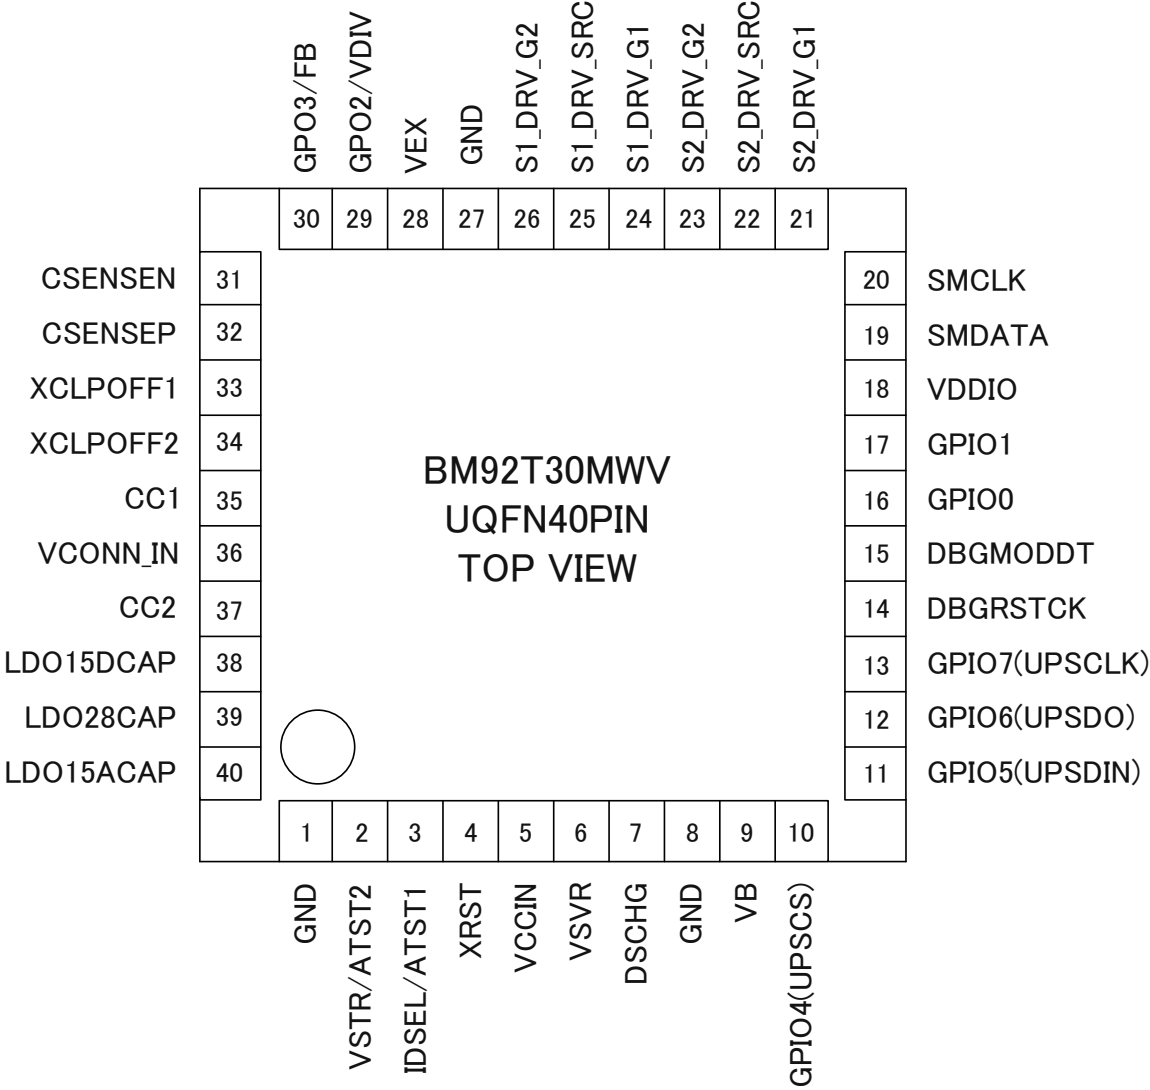 GPO3/FB
GPO2/VDIV
VEX
GND
S1_DRV_G2
S1_DRV_SRC
S1_DRV_G1
S2_DRV_G2
S2_DRV_SRC
S2_DRV_G1
30 29 28 27 26 25 24 23 22 21
CSENSEN 31 20 SMCLK
CSENSEP 32 19 SMDATA
XCLPOFF1 33 18 VDDIO
XCLPOFF2 34 17 GPIO1
CC1 35 16 GPIO0
VCONN_IN 36 15 DBGMODDT
CC2 37 14 DBGRSTCK
LDO15DCAP 38 13 GPIO7(UPSCLK)
LDO28CAP 39 12 GPIO6(UPSDO)
LDO15ACAP 40 11 GPIO5(UPSDIN)
BM92T30MWV
UQFN40PIN
TOP VIEW
1 2 3 4 5 6 7 8 9 10
GND
VSTR/ATST2
IDSEL/ATST1
XRST
VCCIN
VSVR
DSCHG
GND
VB
GPIO4(UPSCS)